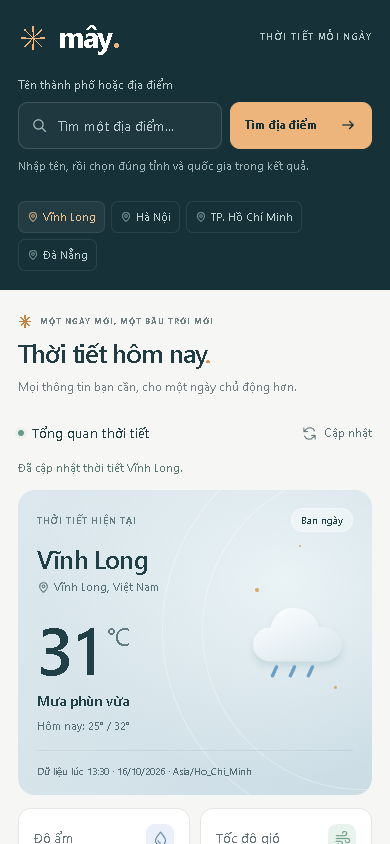 mây.
THỜI TIẾT MỖI NGÀY
Tên thành phố hoặc địa điểm
Tìm một địa điểm...
Tìm địa điểm
Nhập tên, rồi chọn đúng tỉnh và quốc gia trong kết quả.
Vĩnh Long
Hà Nội
TP. Hồ Chí Minh
Đà Nẵng
MỘT NGÀY MỚI, MỘT BẦU TRỜI MỚI
Thời tiết hôm nay.
Mọi thông tin bạn cần, cho một ngày chủ động hơn.
Tổng quan thời tiết
Cập nhật
Đã cập nhật thời tiết Vĩnh Long.
THỜI TIẾT HIỆN TẠI
Ban ngày
Vĩnh Long
Vĩnh Long, Việt Nam
31°C
Mưa phùn vừa
Hôm nay: 25° / 32°
Dữ liệu lúc 13:30 · 16/10/2026 · Asia/Ho_Chi_Minh
Độ ẩm
Tốc độ gió